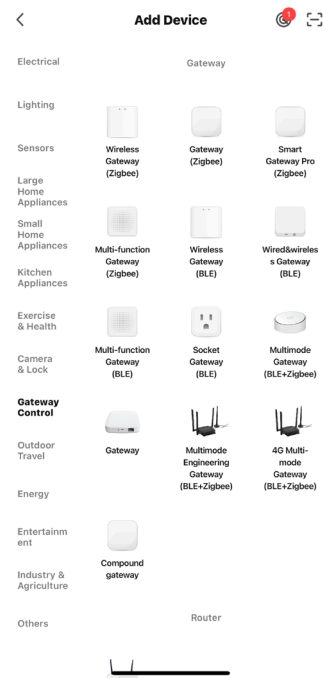 Add Device
1
Electrical
Lighting
Sensors
Large
Home
Appliances
Small
Home
Appliances
Kitchen
Appliances
Exercise
& Health
Camera
& Lock
Gateway
Control
Outdoor
Travel
Energy
Entertainm
ent
Industry &
Agriculture
Others
Gateway
Wireless
Gateway
(Zigbee)
Gateway
(Zigbee)
Smart
Gateway Pro
(Zigbee)
Multi-function
Gateway
(Zigbee)
Wireless
Gateway
(BLE)
Wired&wireles
s Gateway
(BLE)
Multi-function
Gateway
(BLE)
Socket
Gateway
(BLE)
Multimode
Gateway
(BLE+Zigbee)
Gateway
Multimode
Engineering
Gateway
(BLE+Zigbee)
4G Multi-
mode
Gateway
(BLE+Zigbee)
Compound
gateway
Router